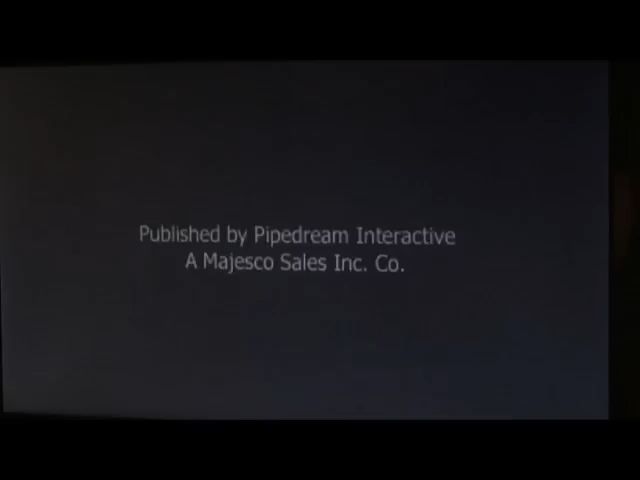 Published by Pipedream Interactive
A Majesco Sales Inc. Co.